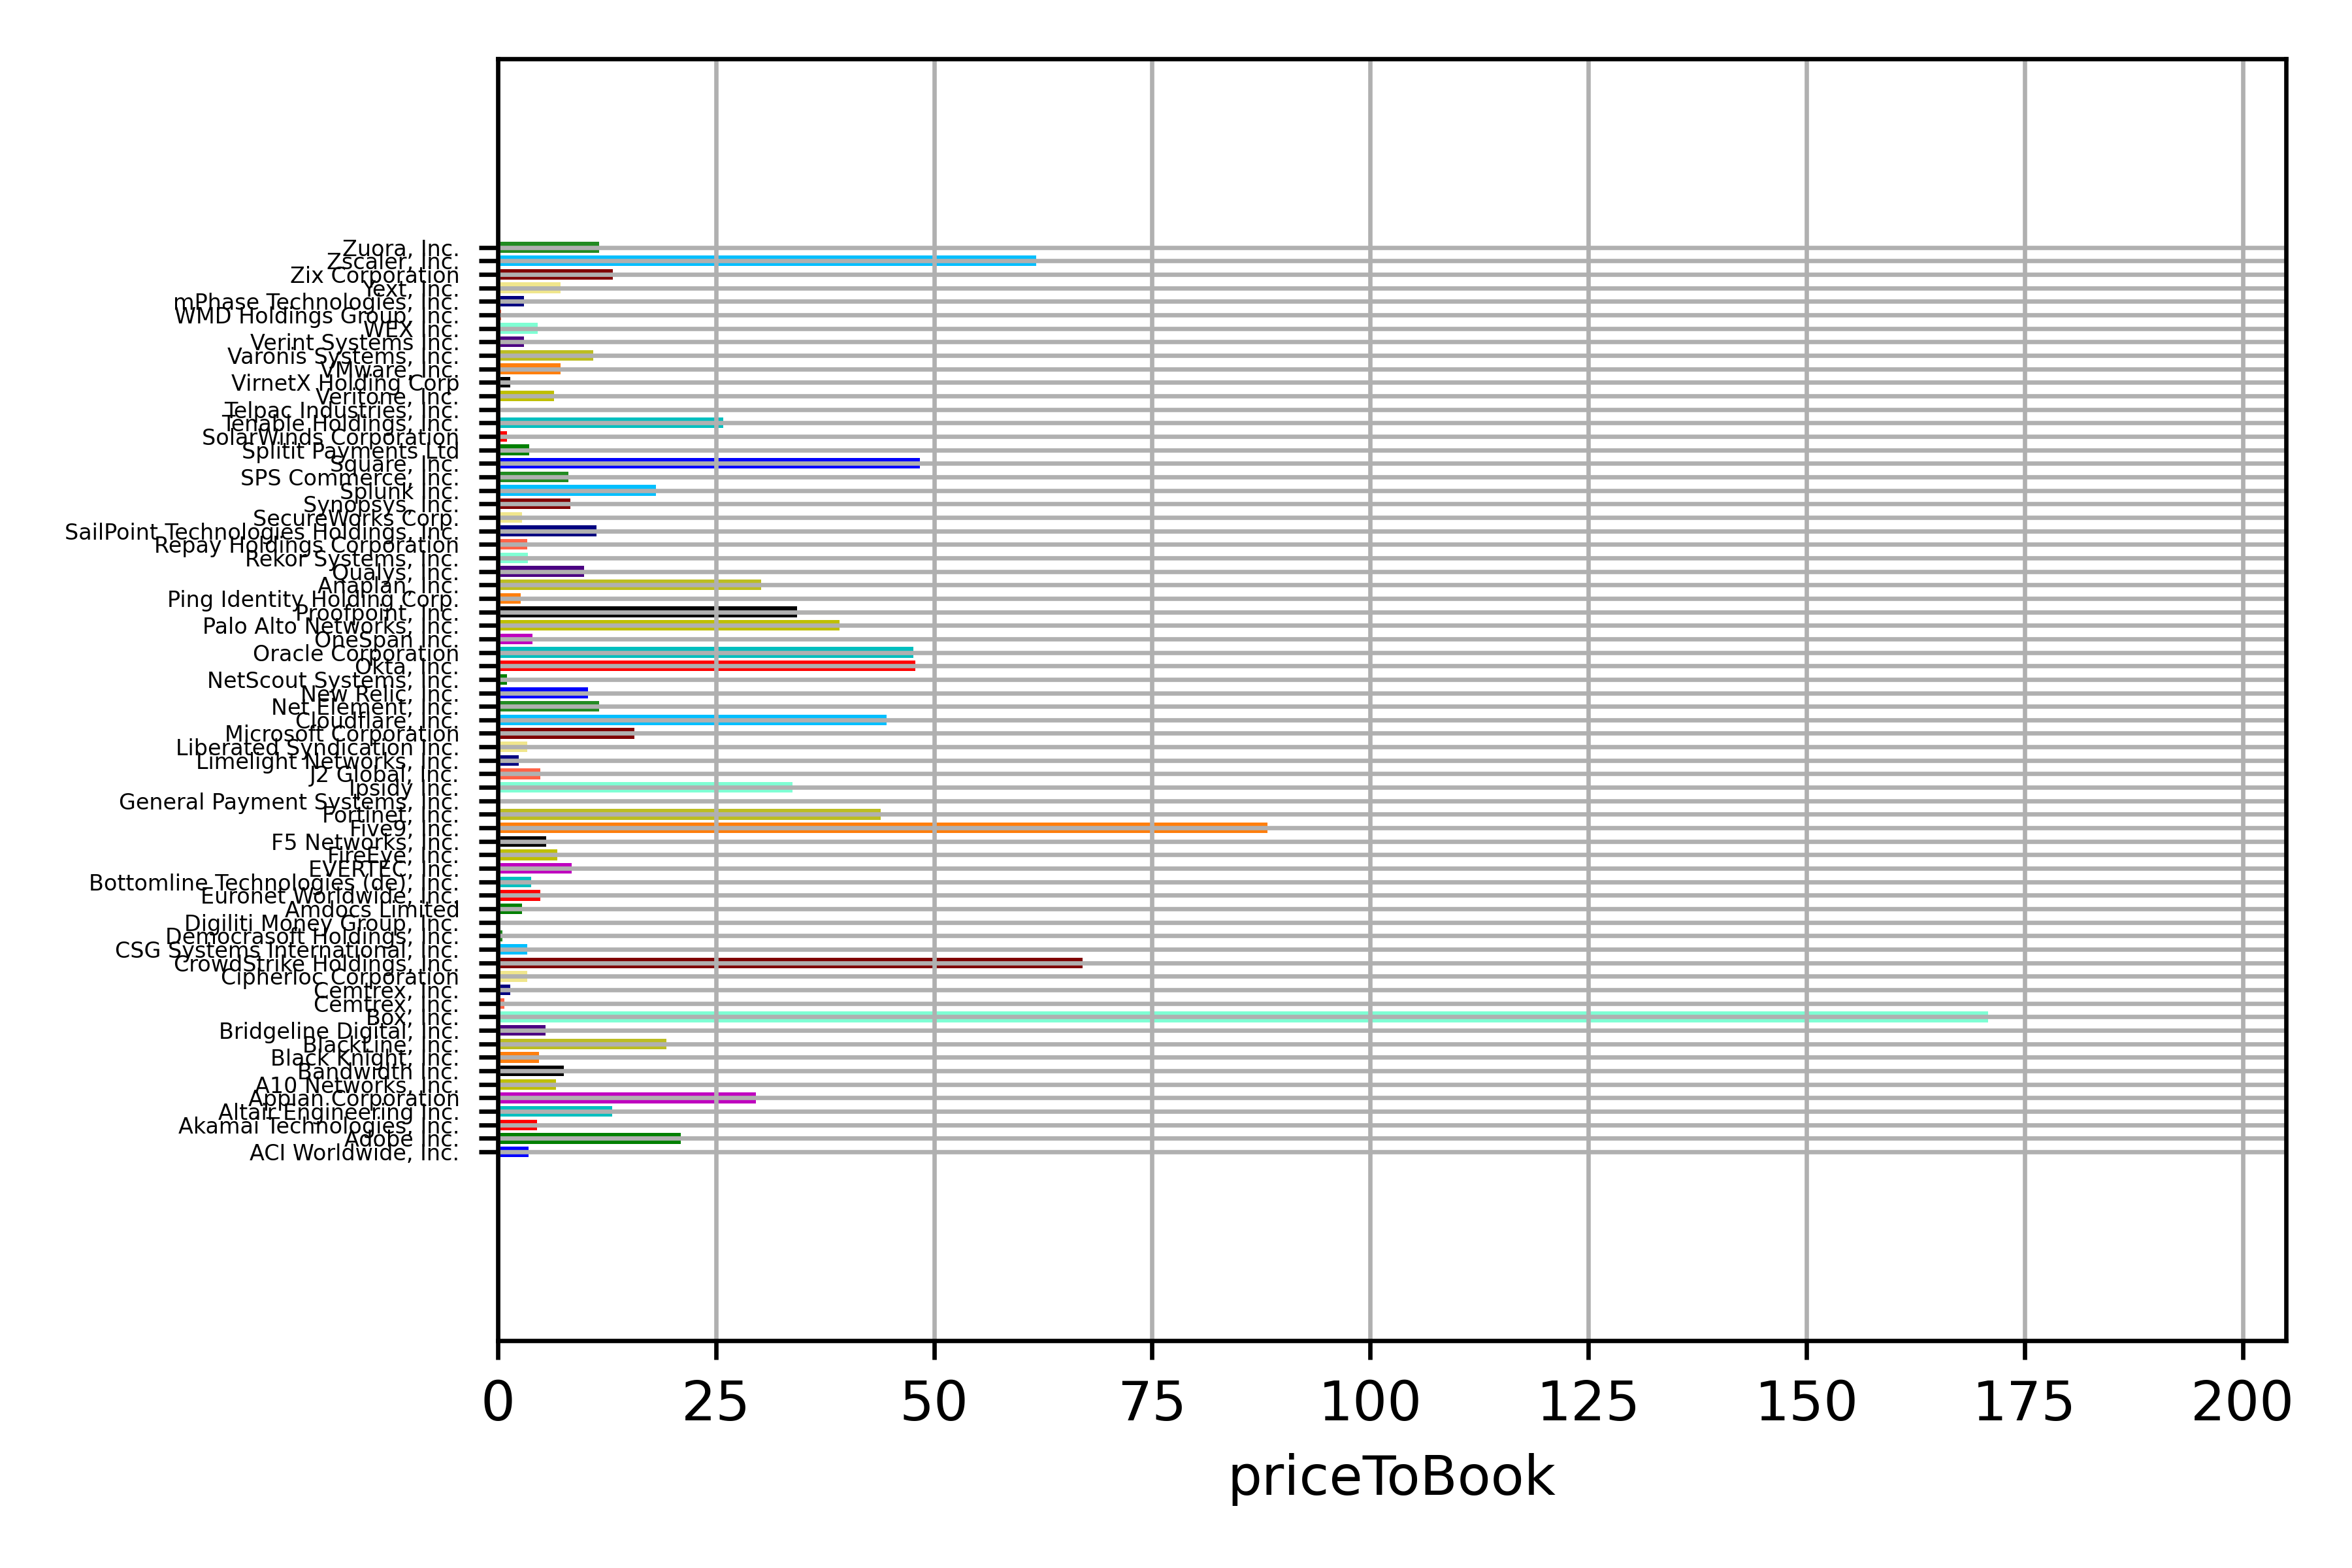 Zuora, Inc.
Zscaler, Inc.
Zix Corporation
Yext, Inc.
mPhase Technologies, Inc.
WMD Holdings Group, Inc.
WEX Inc.
Verint Systems Inc.
Varonis Systems, Inc.
VMware, Inc.
VirnetX Holding Corp
Veritone, Inc.
Telpac Industries, Inc.
Tenable Holdings, Inc.
SolarWinds Corporation
Splitit Payments Ltd
Square, Inc.
SPS Commerce, Inc.
Splunk Inc.
Synopsys, Inc.
SecureWorks Corp.
SailPoint Technologies Holdings, Inc.
Repay Holdings Corporation
Rekor Systems, Inc.
Qualys, Inc.
Anaplan, Inc.
Ping Identity Holding Corp.
Proofpoint, Inc.
Palo Alto Networks, Inc.
OneSpan Inc.
Oracle Corporation
Okta, Inc.
NetScout Systems, Inc.
New Relic, Inc.
Net Element, Inc.
Cloudflare, Inc.
Microsoft Corporation
Liberated Syndication Inc.
Limelight Networks, Inc.
J2 Global, Inc.
Ipsidy Inc.
General Payment Systems, Inc.
Fortinet, Inc.
Five9, Inc.
F5 Networks, Inc.
FireEye, Inc.
EVERTEC, Inc.
Bottomline Technologies (de), Inc.
Euronet Worldwide, Inc.
Amdocs Limited
Digiliti Money Group, Inc.
Democrasoft Holdings, Inc.
CSG Systems International, Inc.
CrowdStrike Holdings, Inc.
Cipherloc Corporation
Cemtrex, Inc.
Cemtrex, Inc.
Box, Inc.
Bridgeline Digital, Inc.
BlackLine, Inc.
Black Knight, Inc.
Bandwidth Inc.
A10 Networks, Inc.
Appian Corporation
Altair Engineering Inc.
Akamai Technologies, Inc.
Adobe Inc.
ACI Worldwide, Inc.
0 25 50 75 100 125 150 175 200
priceToBook